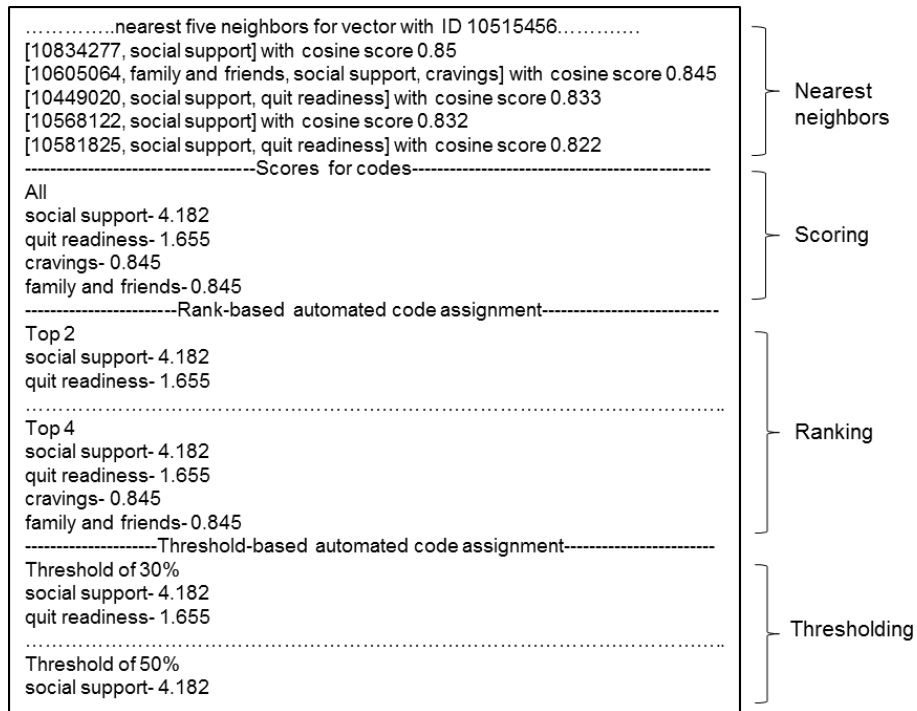 …………..nearest five neighbors for vector with ID 10515456……….…
[10834277, social support] with cosine score 0.85
[10605064, family and friends, social support, cravings] with cosine score 0.845
[10449020, social support, quit readiness] with cosine score 0.833
[10568122, social support] with cosine score 0.832
[10581825, social support, quit readiness] with cosine score 0.822
Nearest
neighbors
------------------------------------Scores for codes-----------------------------------------------
All
social support- 4.182
quit readiness- 1.655
cravings- 0.845
family and friends- 0.845
Scoring
------------------------Rank-based automated code assignment----------------------------
Top 2
social support- 4.182
quit readiness- 1.655
………………………………………………………………………………………………..
Top 4
social support- 4.182
quit readiness- 1.655
cravings- 0.845
family and friends- 0.845
Ranking
---------------------Threshold-based automated code assignment------------------------
Threshold of 30%
social support- 4.182
quit readiness- 1.655
………………………………………………………………………………………………..
Threshold of 50%
social support- 4.182
Thresholding